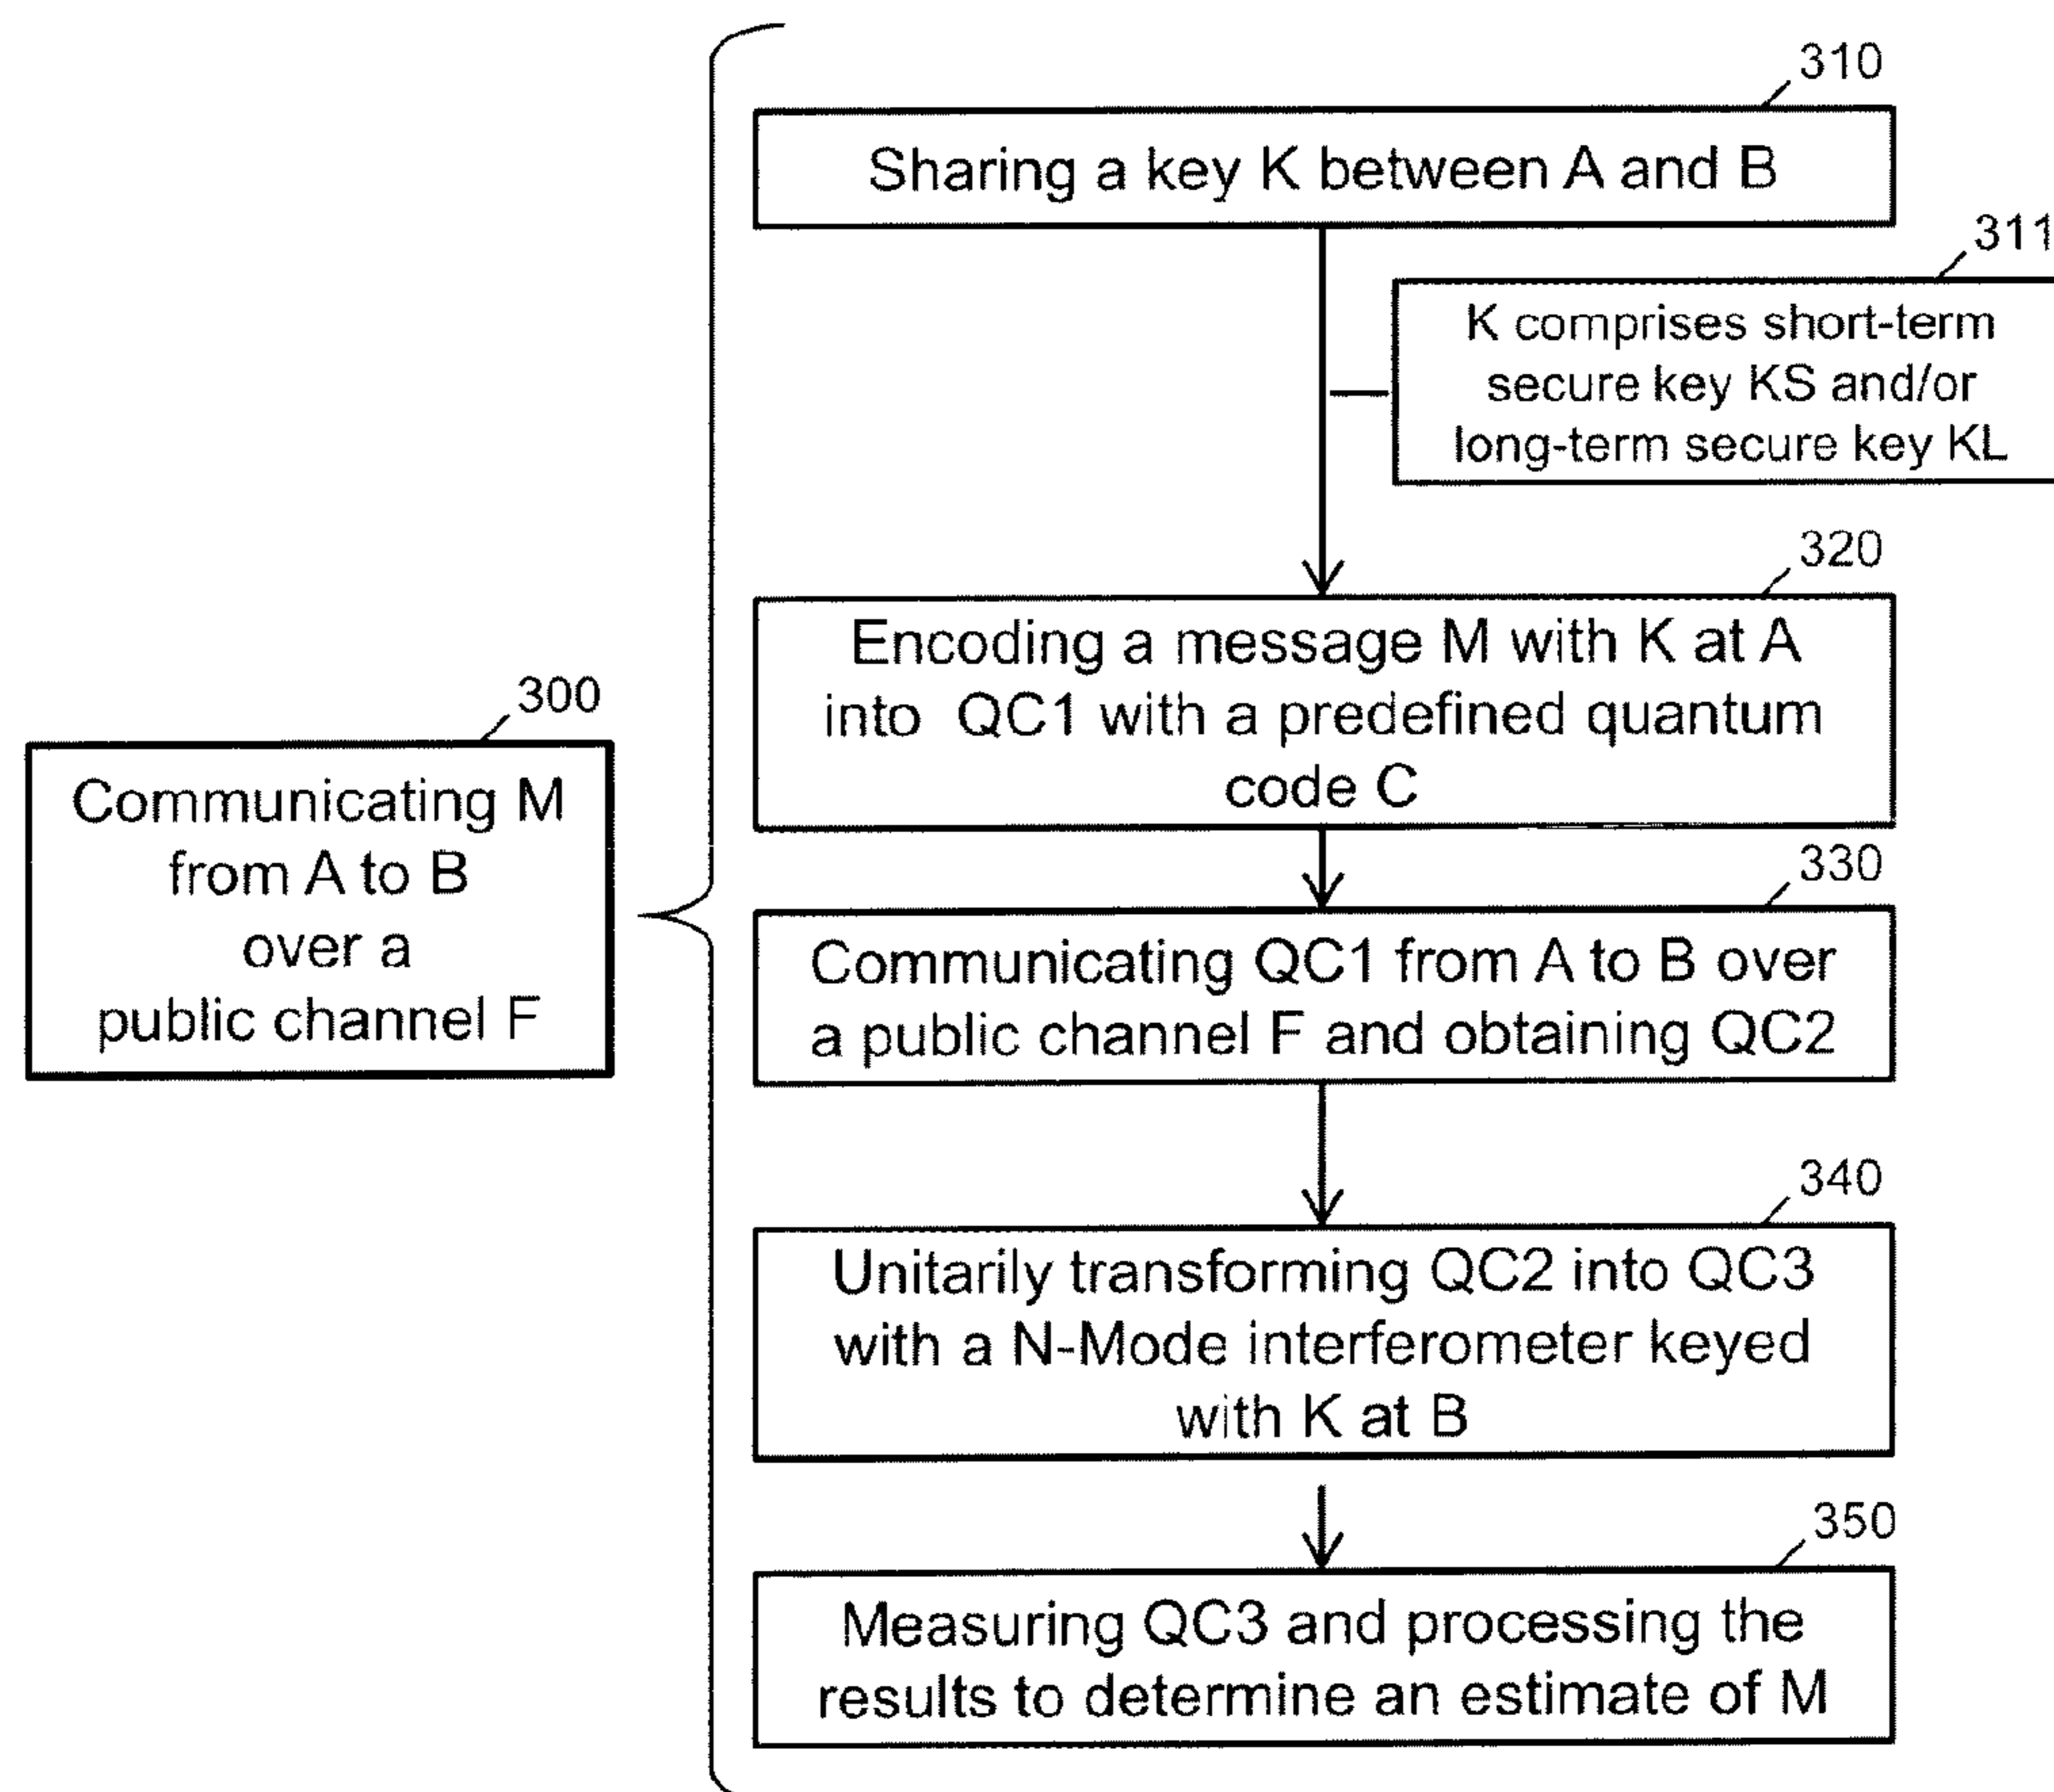 310
Sharing a key K between A and B
311
K comprises short-term
secure key KS and/or
long-term secure key KL
320
Encoding a message M with K at A
into QC1 with a predefined quantum
code C
300
Communicating M
from A to B
over a
public channel F
330
Communicating QC1 from A to B over
a public channel F and obtaining QC2
340
Unitarily transforming QC2 into QC3
with a N-Mode interferometer keyed
with K at B
350
Measuring QC3 and processing the
results to determine an estimate of M